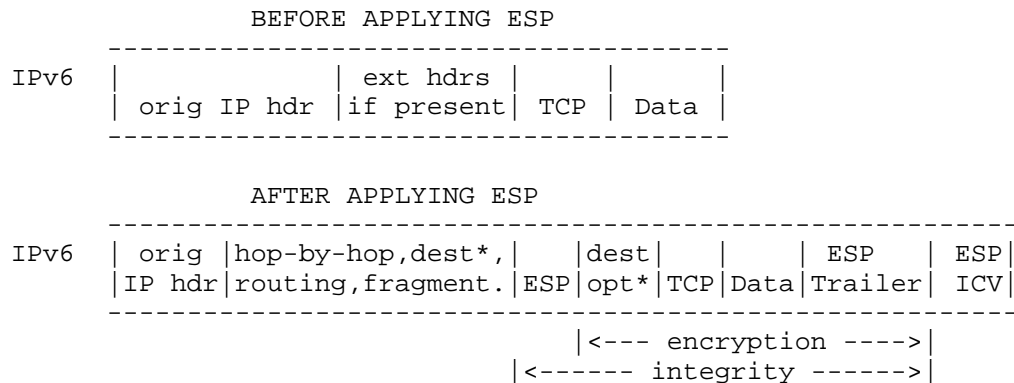 BEFORE APPLYING ESP
---------------------------------------
IPv6 | | ext hdrs | | |
| orig IP hdr |if present| TCP | Data |
---------------------------------------
AFTER APPLYING ESP
---------------------------------------------------------
IPv6 | orig |hop-by-hop,dest*,| |dest| | | ESP | ESP|
|IP hdr|routing,fragment.|ESP|opt*|TCP|Data|Trailer| ICV|
---------------------------------------------------------
|<--- encryption ---->|
|<------ integrity ------>|